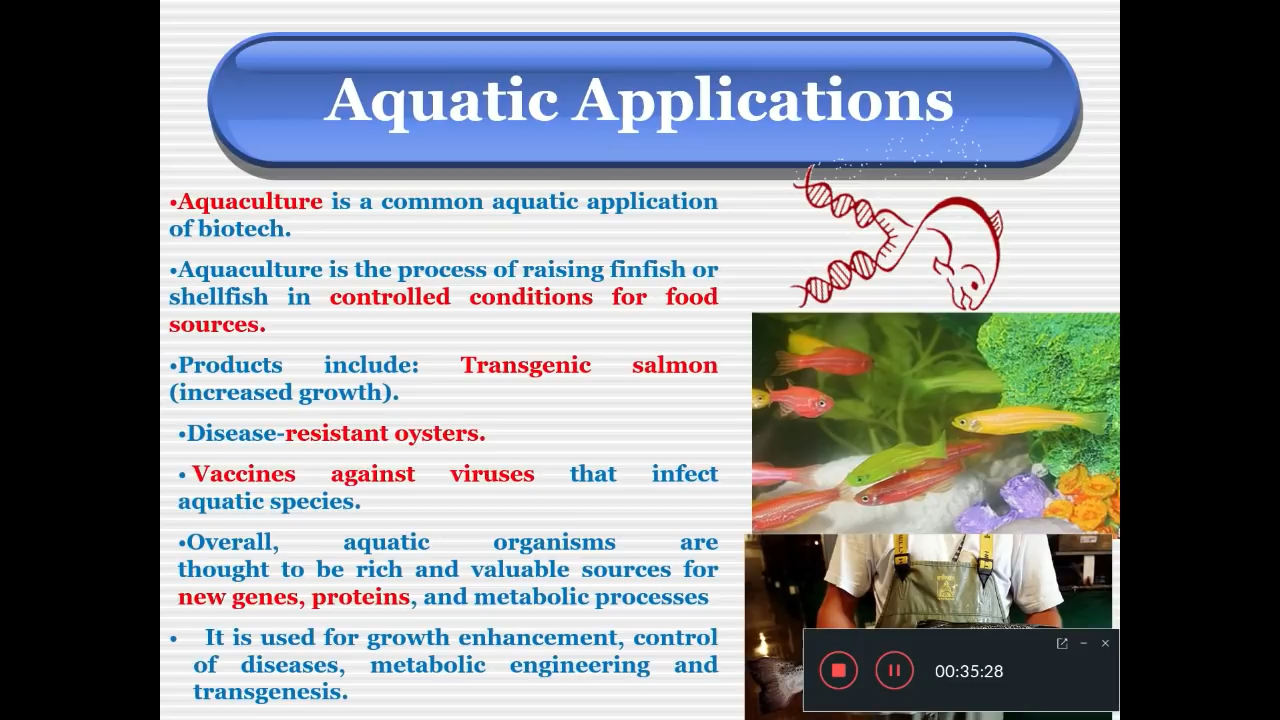 Aquatic Applications
•Aquaculture is a common aquatic application
of biotech.
•Aquaculture is the process of raising finfish or
shellfish in controlled conditions for food
sources.
•Products include: Transgenic salmon
(increased growth).
•Disease-resistant oysters.
• Vaccines against viruses that infect
aquatic species.
•Overall, aquatic organisms are
thought to be rich and valuable sources for
new genes, proteins, and metabolic processes
• It is used for growth enhancement, control
of diseases, metabolic engineering and
transgenesis.
00:35:28